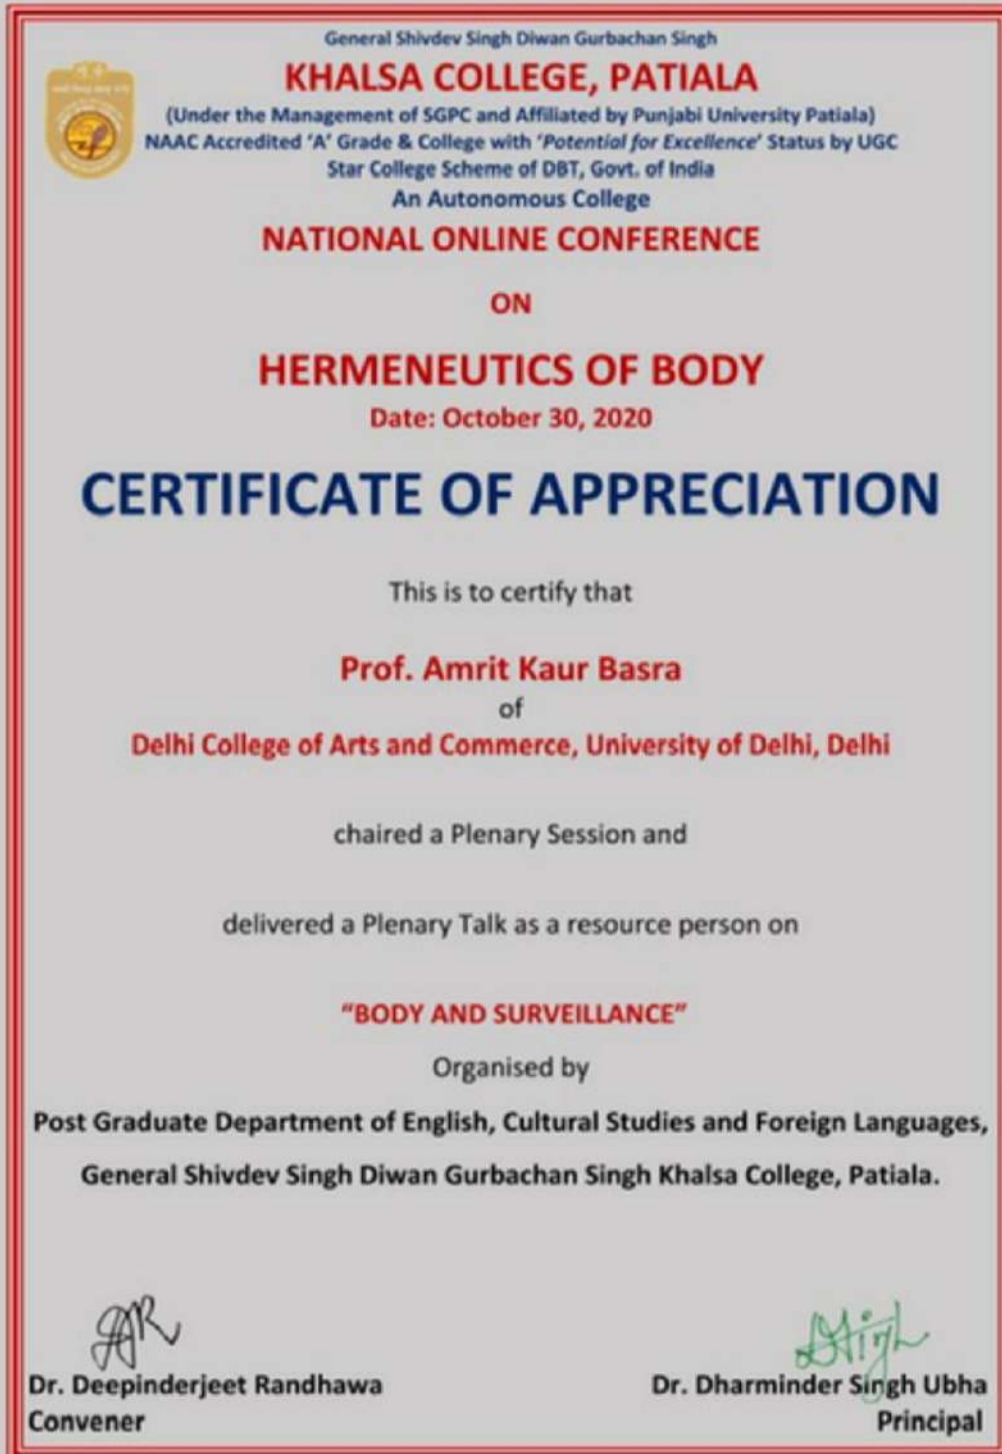 General Shivdev Singh Diwan Gurbachan Singh
KHALSA COLLEGE, PATIALA
(Under the Management of SGPC and Affiliated by Punjabi University Patiala)
NAAC Accredited 'A' Grade & College with 'Potential for Excellence' Status by UGC
Star College Scheme of DBT, Govt. of India
An Autonomous College
NATIONAL ONLINE CONFERENCE
ON
HERMENEUTICS OF BODY
Date: October 30, 2020
CERTIFICATE OF APPRECIATION
This is to certify that
Prof. Amrit Kaur Basra
of
Delhi College of Arts and Commerce, University of Delhi, Delhi
chaired a Plenary Session and
delivered a Plenary Talk as a resource person on
"BODY AND SURVEILLANCE"
Organised by
Post Graduate Department of English, Cultural Studies and Foreign Languages,
General Shivdev Singh Diwan Gurbachan Singh Khalsa College, Patiala.
Dr. Deepinderjeet Randhawa
Convener
Dr. Dharminder Singh Ubha
Principal